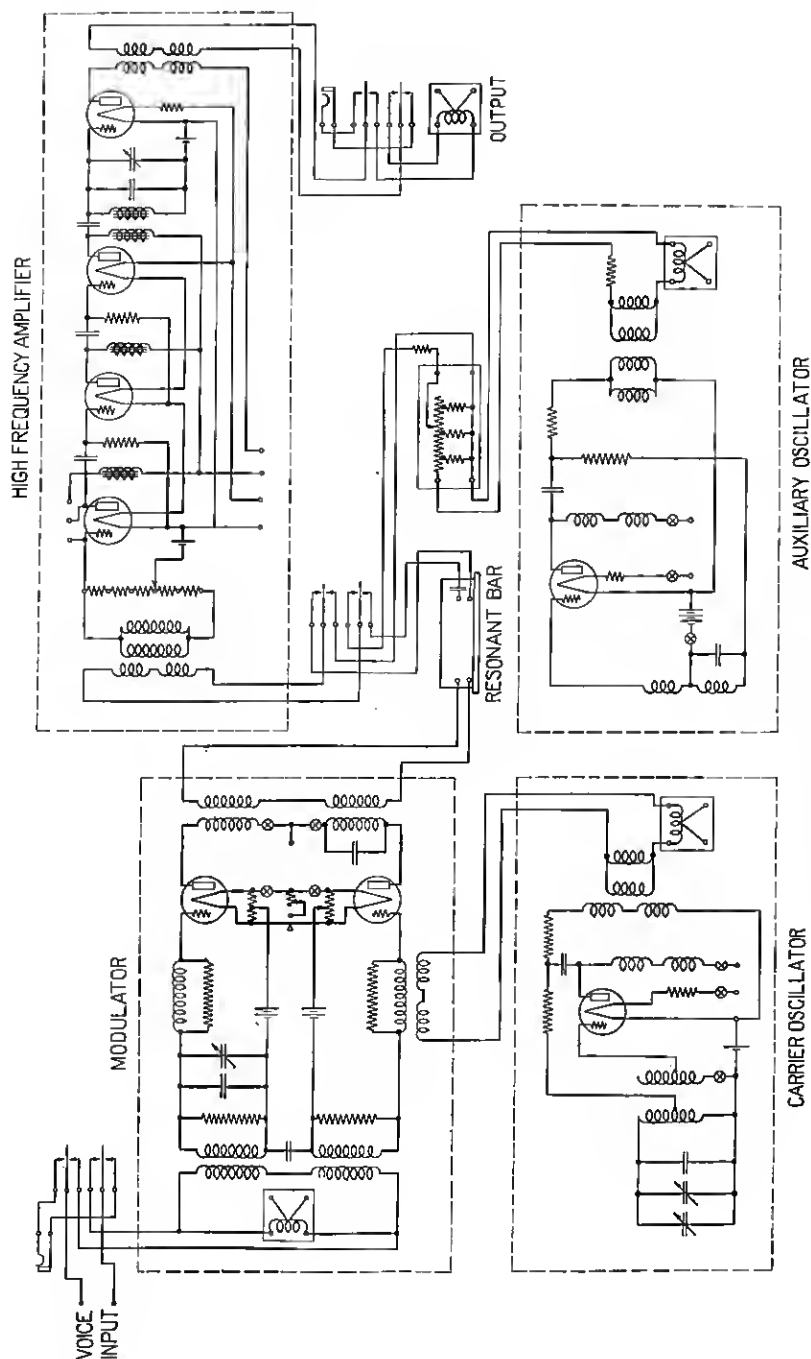 HIGH FREQUENCY AMPLIFIER
OUTPUT
RESONANT BAR
AUXILIARY OSCILLATOR
MODULATOR
CARRIER OSCILLATOR
VOICE
INPUT